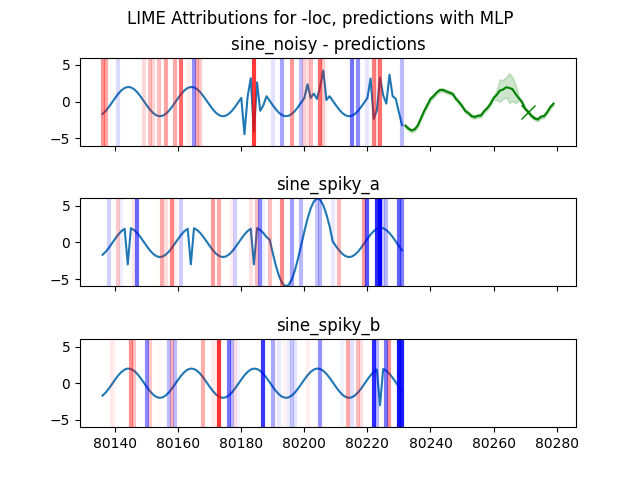 LIME Attributions for -loc, predictions with MLP
sine_noisy - predictions
5
0
−5
sine_spiky_a
5
0
−5
sine_spiky_b
5
0
−5
80140 80160 80180 80200 80220 80240 80260 80280